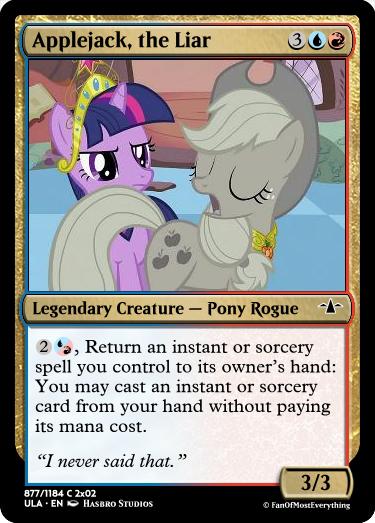 Applejack, the Liar 3
Legendary Creature — Pony Rogue
2, Return an instant or sorcery
spell you control to its owner's hand:
You may cast an instant or sorcery
card from your hand without paying
its mana cost.
"I never said that."
3/3
877/1184 C 2x02
ULA • EN Hasbro Studios
© FanOfMostEverything